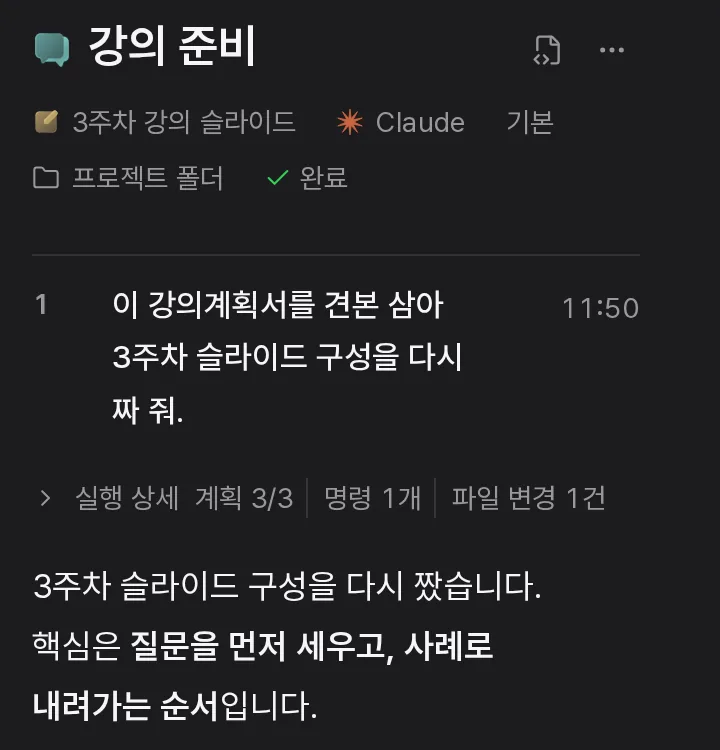 강의 준비
3주차 강의 슬라이드 Claude 기본
프로젝트 폴더 완료
1 이 강의계획서를 견본 삼아 11:50
3주차 슬라이드 구성을 다시
짜 줘.
실행 상세 계획 3/3 명령 1개 파일 변경 1건
3주차 슬라이드 구성을 다시 짰습니다.
핵심은 질문을 먼저 세우고, 사례로
내려가는 순서입니다.